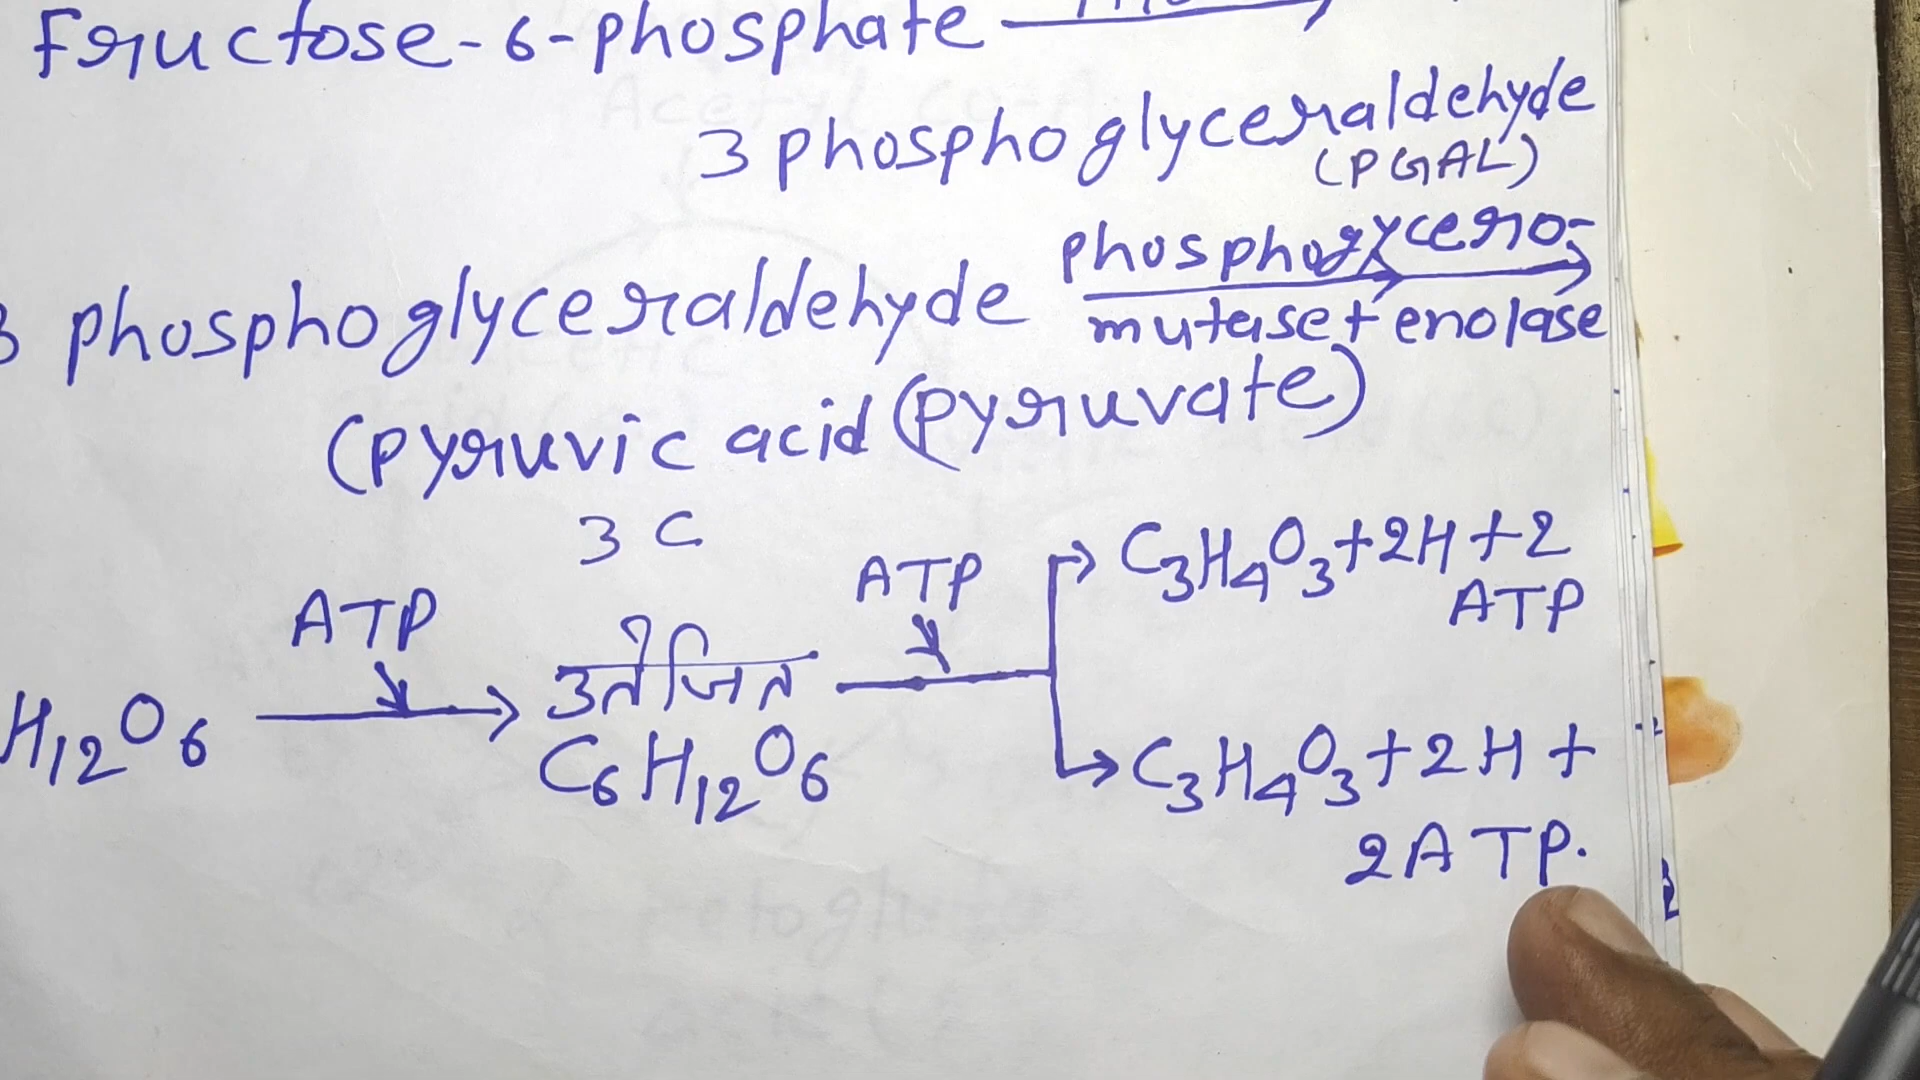 Fructose-6-phosphate
3 phosphoglyceraldehyde
(PGAL)
3 phosphoglyceraldehyde phosphogycero-
mutase + enolase
(pyruvic acid (pyruvate)
3 C
ATP ATP C3H4O3+2H+2
ATP
H12O6 उत्तेजित
C6H12O6 C3H4O3+2H+
2ATP.